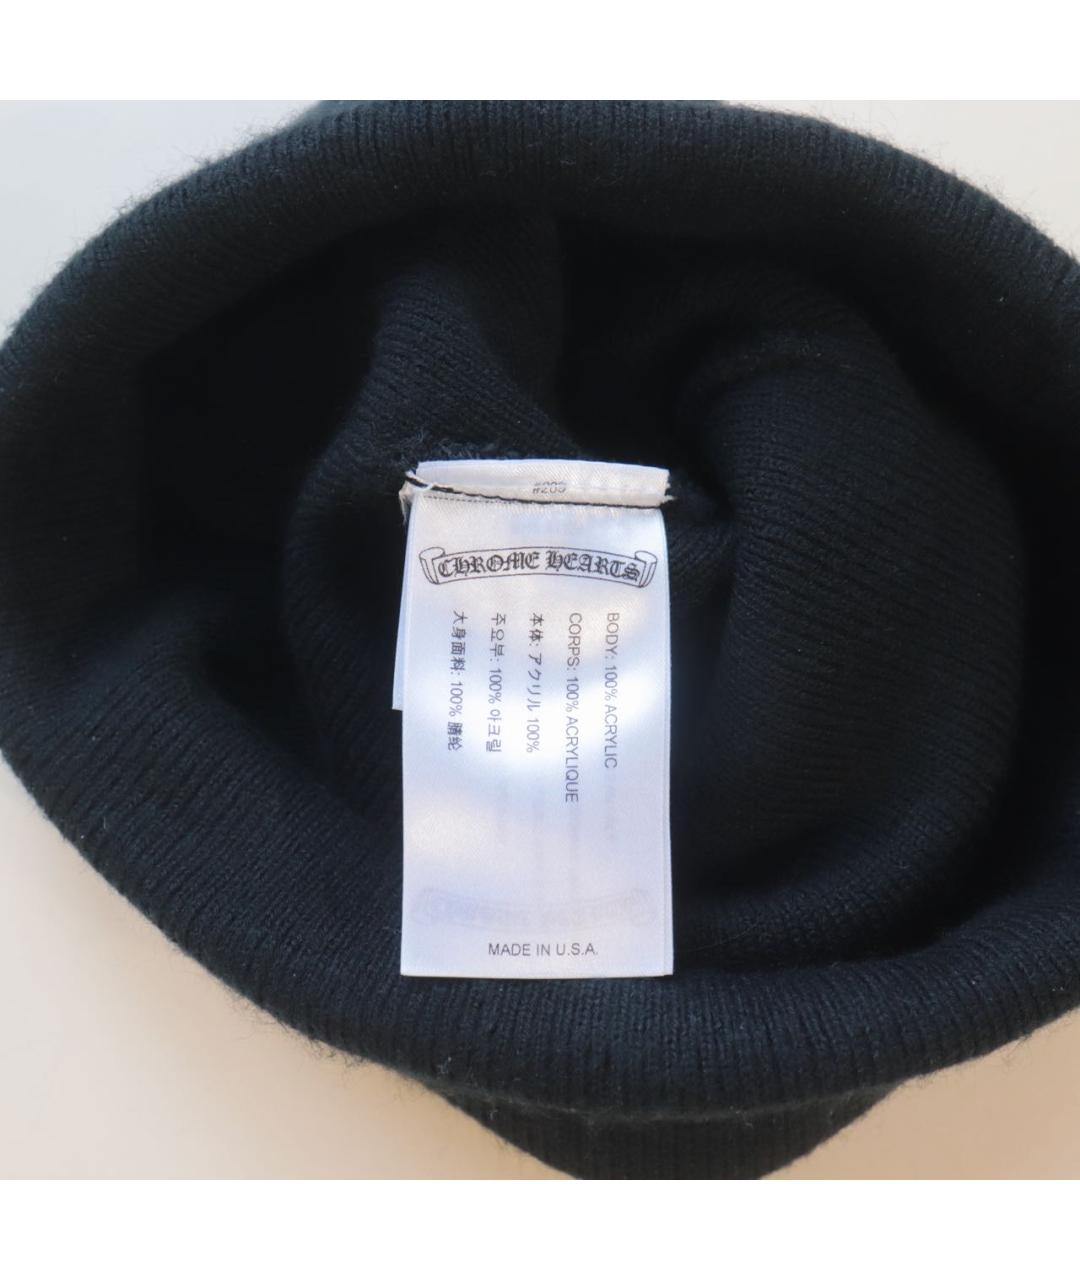 CHROME HEARTS
BODY: 100% ACRYLIC
CORPS: 100% ACRYLIQUE
本体: アクリル 100%
주요부: 100% 아크릴
大身面料: 100% 腈纶
MADE IN U.S.A.